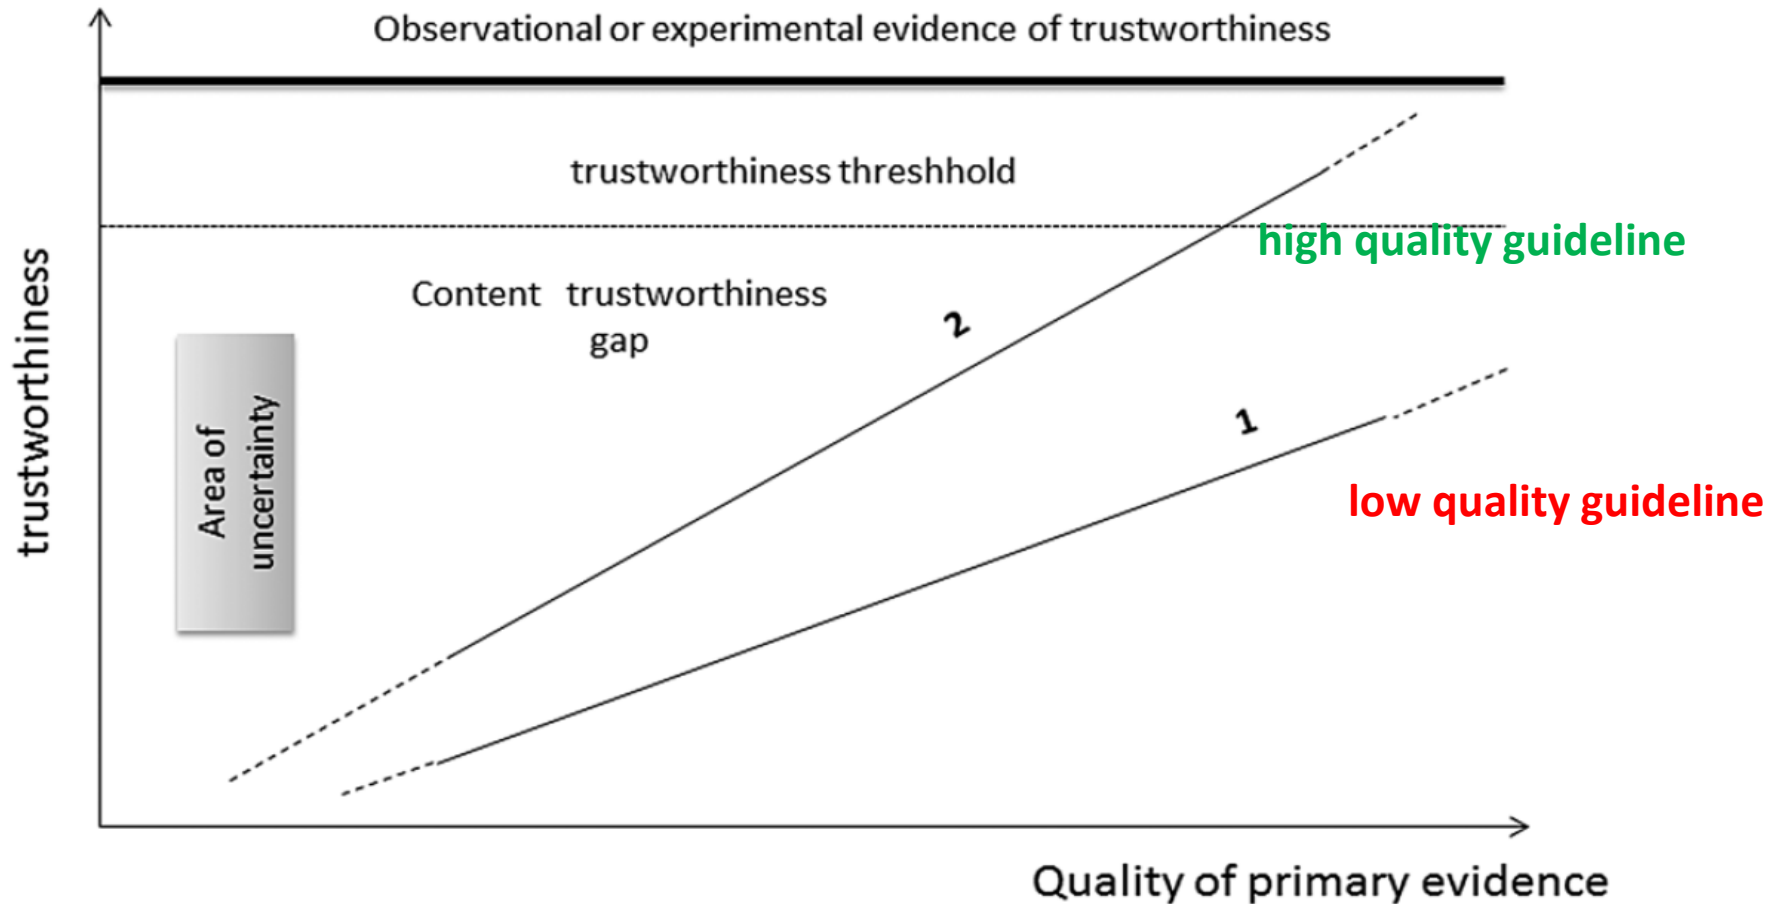 Observational or experimental evidence of trustworthiness
trustworthiness threshhold
high quality guideline
Content trustworthiness
gap
2
1
low quality guideline
Area of
uncertainty
trustworthiness
Quality of primary evidence